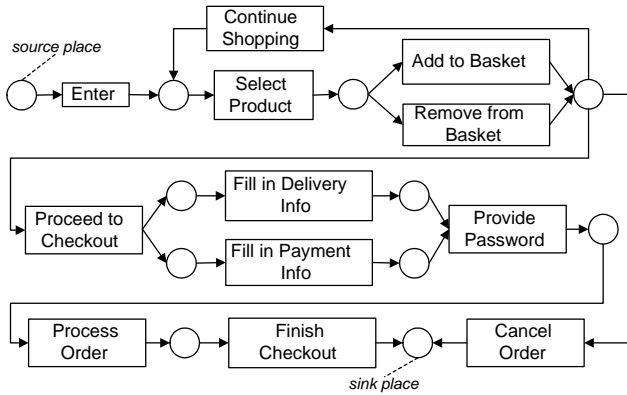 Continue
Shopping
source place
Enter
Select
Product
Add to Basket
Remove from
Basket
Proceed to
Checkout
Fill in Delivery
Info
Fill in Payment
Info
Provide
Password
Process
Order
Finish
Checkout
Cancel
Order
sink place